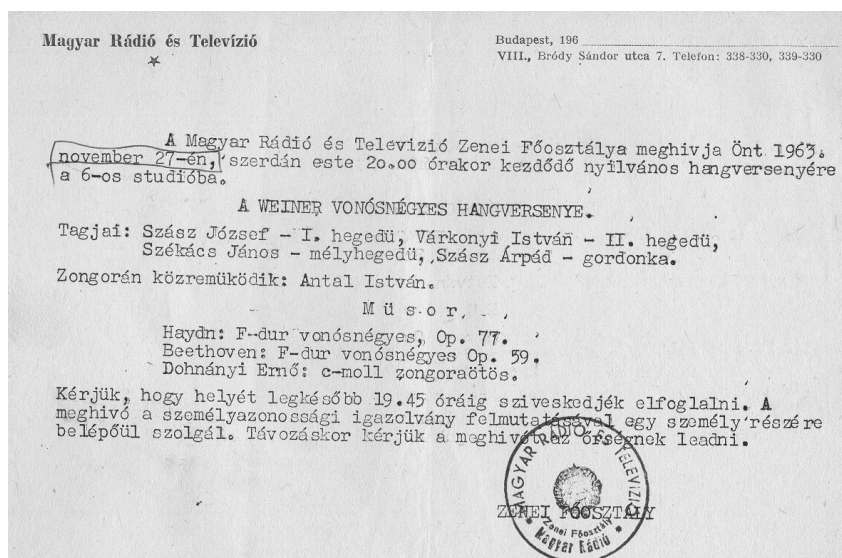 Magyar Rádió és Televízió
Budapest, 196
VIII., Bródy Sándor utca 7. Telefon: 338-330, 339-330
A Magyar Rádió és Televizió Zenei Főosztálya meghivja Önt 1963.
november 27-én, szerdán este 20.00 órakor kezdődő nyilvános hangversenyére
a 6-os studióba.
A WEINER VONÓSNÉGYES HANGVERSENYE.
Tagjai: Szász József - I. hegedü, Várkonyi István - II. hegedü,
Székács János - mélyhegedü, Szász Árpád - gordonka.
Zongorán közremüködik: Antal István.
M ü s o r
Haydn: F-dur vonósnégyes, Op. 77.
Beethoven: F-dur vonósnégyes Op. 59.
Dohnányi Ernő: c-moll zongoraötös.
Kérjük, hogy helyét legkésőbb 19.45 óráig sziveskedjék elfoglalni. A
meghivó a személyazonossági igazolvány felmutatásával egy személy részére
belépőül szolgál. Távozáskor kérjük a meghivót az őrségnek leadni.
ZENEI FŐOSZTÁLY
MAGYAR RÁDIÓ ÉS TELEVIZIÓ
Zenei Főosztály
Magyar Rádió